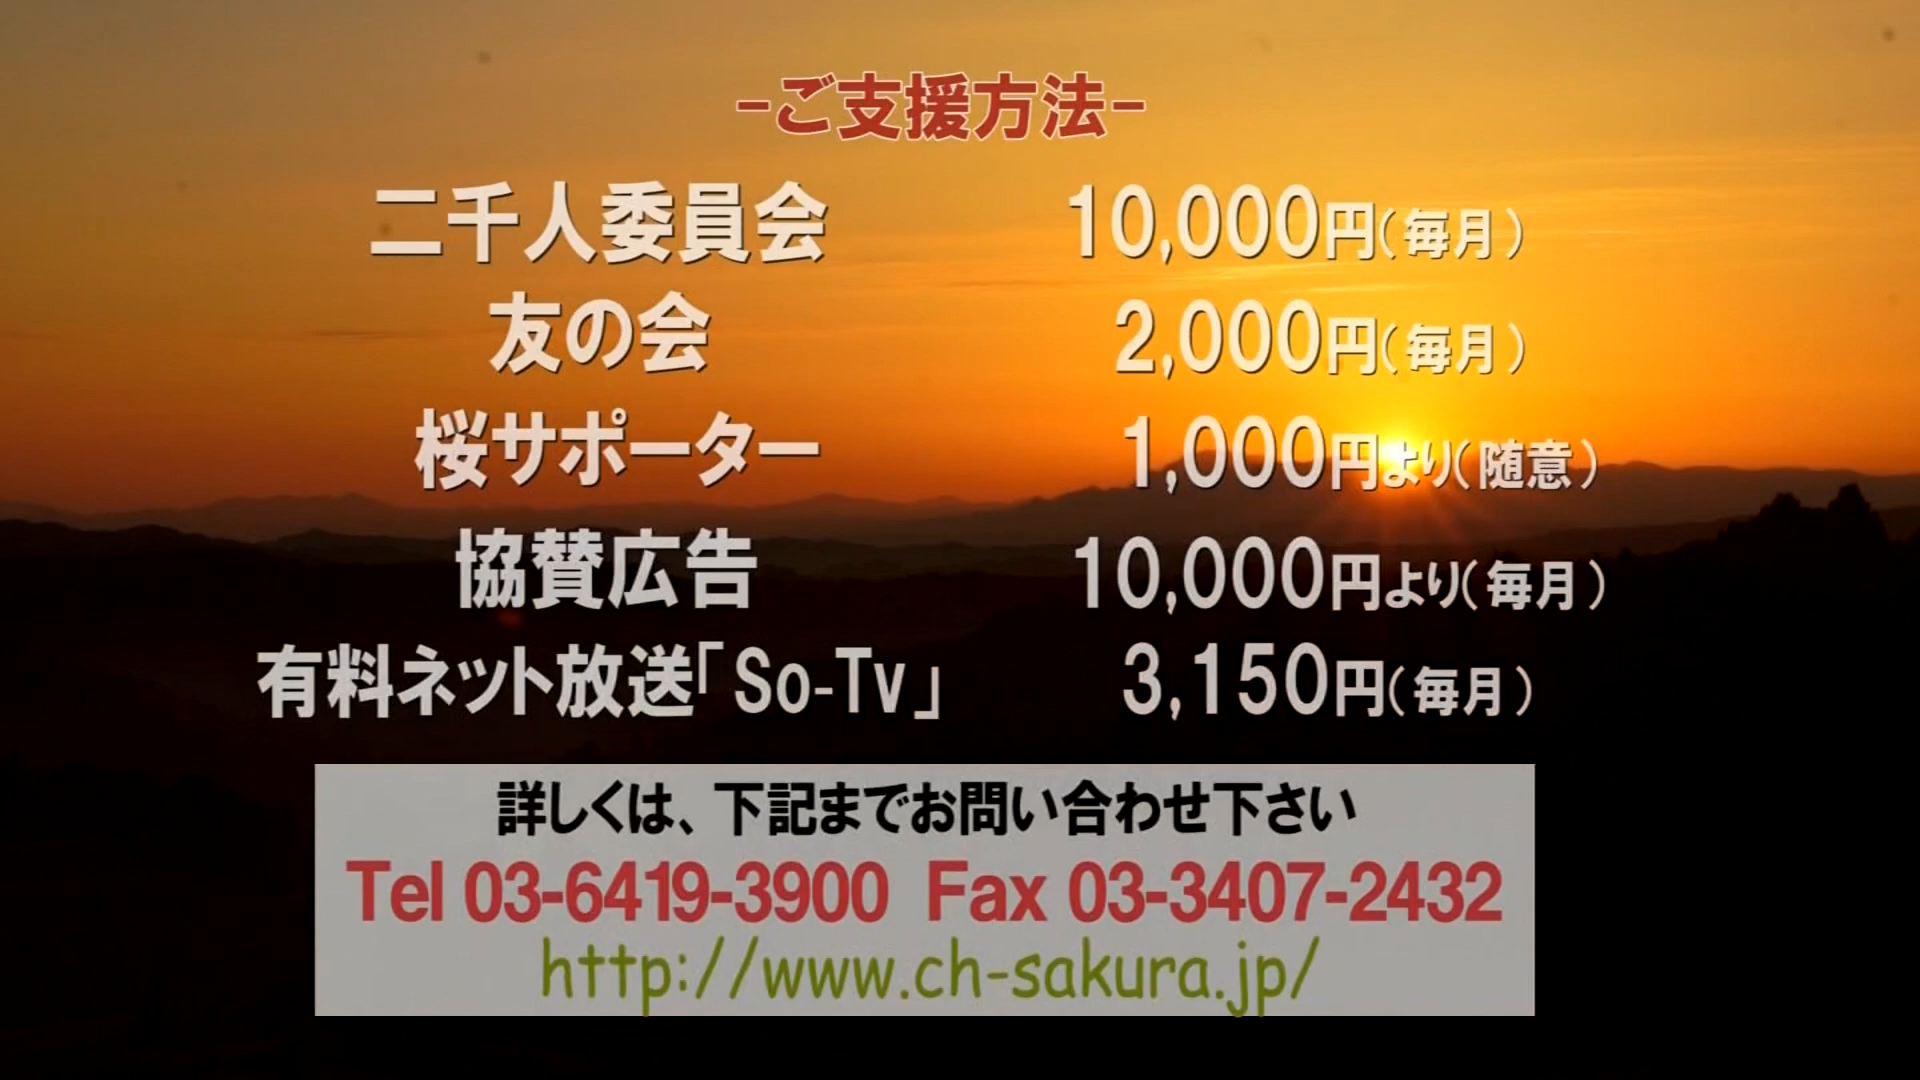 -ご支援方法-
二千人委員会 10,000円(毎月)
友の会 2,000円(毎月)
桜サポーター 1,000円より(随意)
協賛広告 10,000円より(毎月)
有料ネット放送「So-Tv」 3,150円(毎月)
詳しくは、下記までお問い合わせ下さい
Tel 03-6419-3900 Fax 03-3407-2432
http://www.ch-sakura.jp/